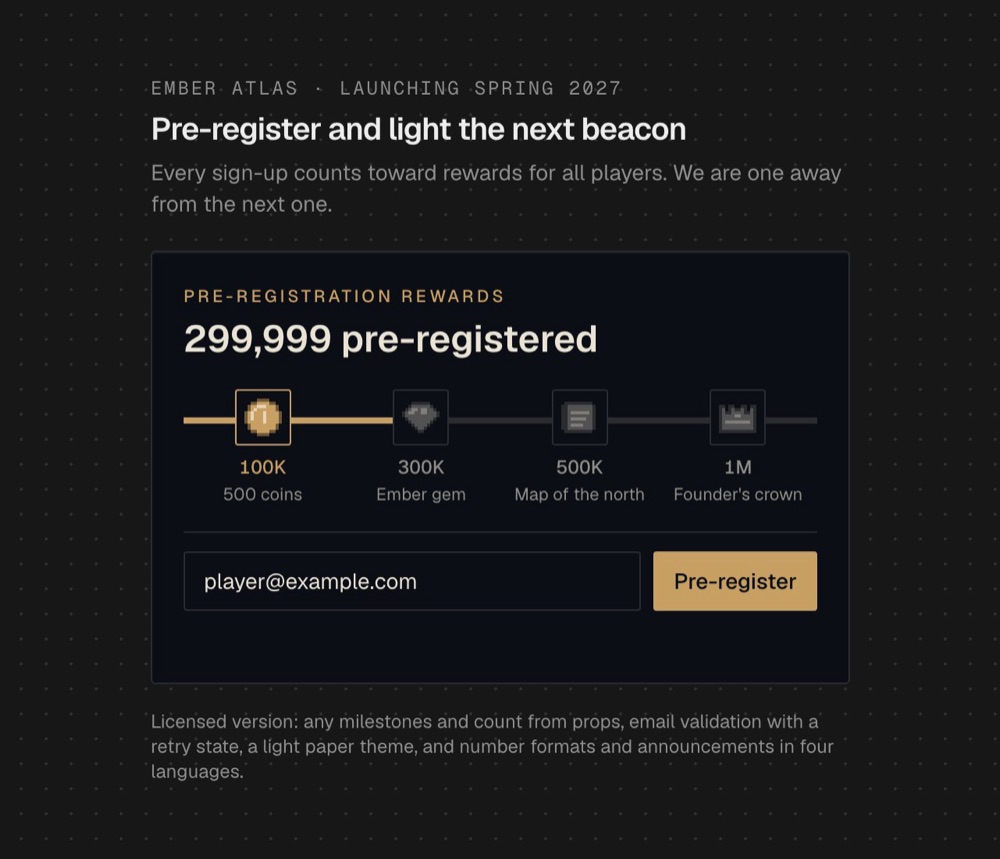 EMBER ATLAS · LAUNCHING SPRING 2027
Pre-register and light the next beacon
Every sign-up counts toward rewards for all players. We are one away
from the next one.
PRE-REGISTRATION REWARDS
299,999 pre-registered
100K
500 coins
300K
Ember gem
500K
Map of the north
1M
Founder's crown
player@example.com
Pre-register
Licensed version: any milestones and count from props, email validation with a
retry state, a light paper theme, and number formats and announcements in four
languages.